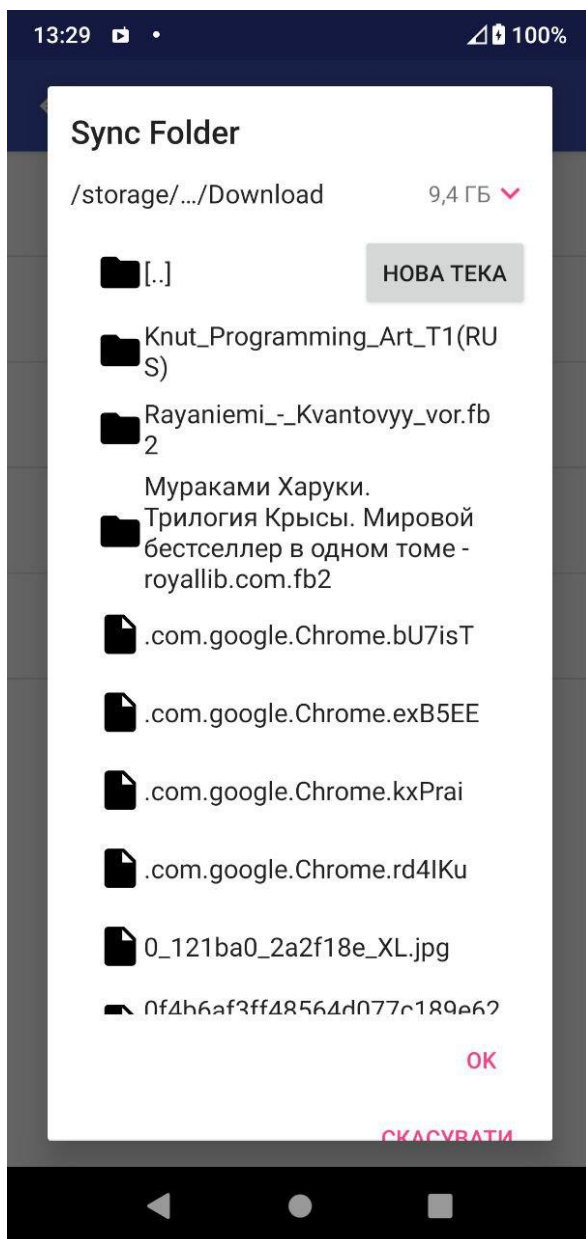 13:29
100%
Sync Folder
/storage/.../Download
9,4 ГБ
[..]
НОВА ТЕКА
Knut_Programming_Art_T1(RU
S)
Rayaniemi_-_Kvantovyy_vor.fb
2
Мураками Харуки.
Трилогия Крысы. Мировой
бестселлер в одном томе -
royallib.com.fb2
.com.google.Chrome.bU7isT
.com.google.Chrome.exB5EE
.com.google.Chrome.kxPrai
.com.google.Chrome.rd4IKu
0_121ba0_2a2f18e_XL.jpg
0f4b6af3ff48564d077c189e62
OK
СКАСУВАТИ